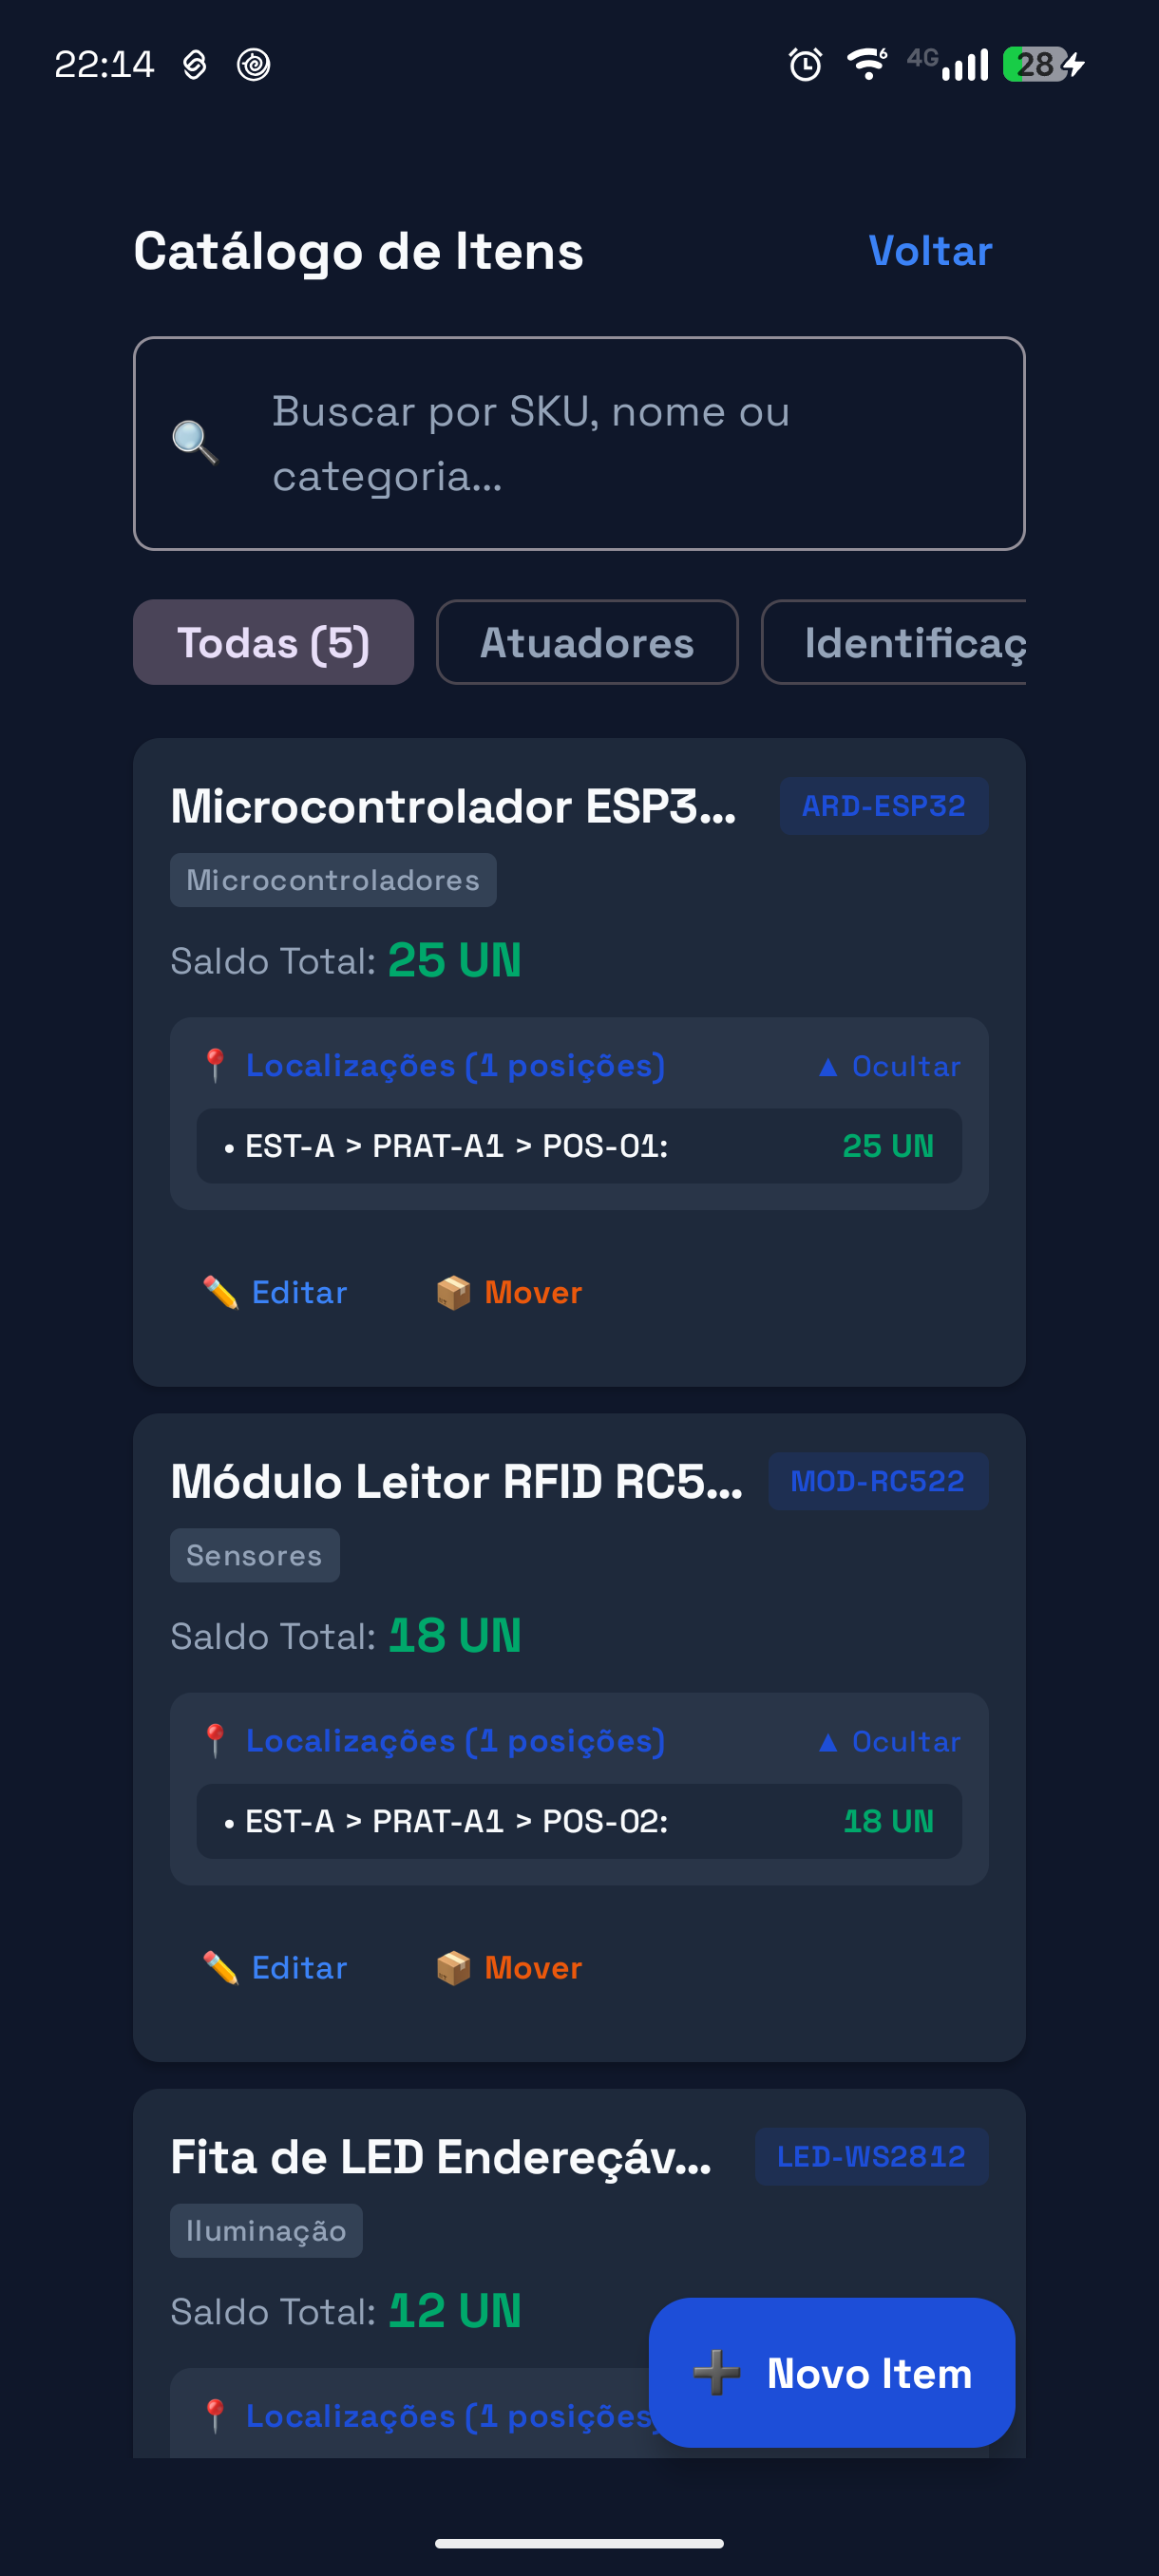 22:14
4G
28
Catálogo de Itens
Voltar
Buscar por SKU, nome ou
categoria...
Todas (5)
Atuadores
Identificaç
Microcontrolador ESP3...
ARD-ESP32
Microcontroladores
Saldo Total: 25 UN
Localizações (1 posições)
▲ Ocultar
• EST-A > PRAT-A1 > POS-01:
25 UN
Editar
Mover
Módulo Leitor RFID RC5...
MOD-RC522
Sensores
Saldo Total: 18 UN
Localizações (1 posições)
▲ Ocultar
• EST-A > PRAT-A1 > POS-02:
18 UN
Editar
Mover
Fita de LED Endereçáv...
LED-WS2812
Iluminação
Saldo Total: 12 UN
Localizações (1 posições
Novo Item